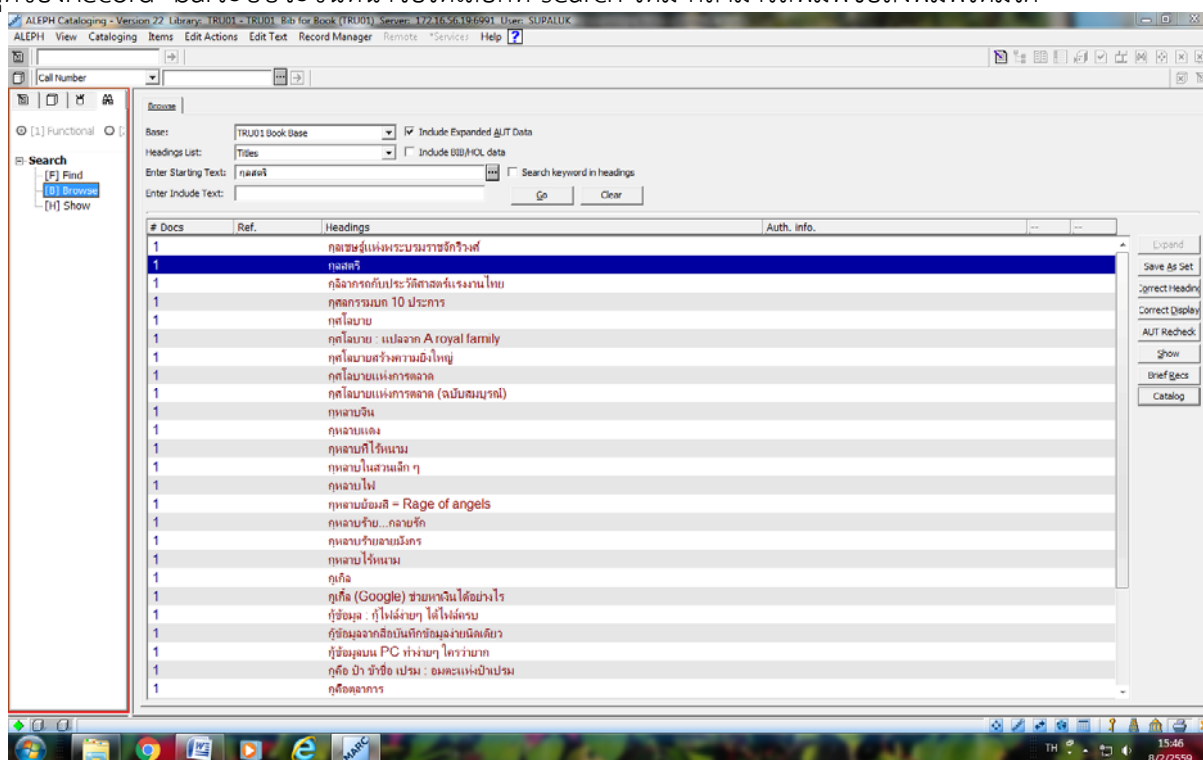 ALEPH Cataloging - Version 22 Library: TRU01 - TRU01 Bib for Book (TRU01) Server: 172.16.56.19:6991 User: SUPALUK
ALEPH View Cataloging Items Edit Actions Edit Text Record Manager Remote *Services Help ?
Call Number
Browse
[1] Functional
Base: TRU01 Book Base Include Expanded AUT Data
Headings List: Titles Include BIB/HOL data
Search
Enter Starting Text: กุลสตรี Search keyword in headings
[F] Find
[B] Browse
Enter Include Text: Go Clear
[H] Show
# Docs Ref. Headings Auth. info. -- --
1 กุลเชษฐ์แห่งพระบรมราชจักรีวงศ์
Expand
1 กุลสตรี
Save As Set
1 กุลีลากรถกับประวัติศาสตร์แรงงานไทย
Correct Heading
1 กุศลกรรมบถ 10 ประการ
Correct Display
1 กุศโลบาย
AUT Recheck
1 กุศโลบาย : แปลจาก A royal family
1 กุศโลบายสร้างความยิ่งใหญ่
Show
1 กุศโลบายแห่งการตลาด
Brief Recs
1 กุศโลบายแห่งการตลาด (ฉบับสมบูรณ์)
Catalog
1 กุหลาบจีน
1 กุหลาบแดง
1 กุหลาบที่ไร้หนาม
1 กุหลาบในสวนเล็ก ๆ
1 กุหลาบไฟ
1 กุหลาบย้อมสี = Rage of angels
1 กุหลาบร้าย...กลายรัก
1 กุหลาบร้ายลายมังกร
1 กุหลาบไร้หนาม
1 กูเกิล
1 กูเกิ้ล (Google) ช่วยหาเงินได้อย่างไร
1 กู้ข้อมูล : กู้ไฟล์ง่ายๆ ได้ไฟล์ครบ
1 กู้ข้อมูลจากสื่อบันทึกข้อมูลง่ายนิดเดียว
1 กู้ข้อมูลบน PC ทำง่ายๆ ใครว่ายาก
1 กูคือ ป๋า ข้าชื่อ เปรม : อมตะแห่งป๋าเปรม
1 กูคือตุลาการ
TH
15:46
8/2/2559